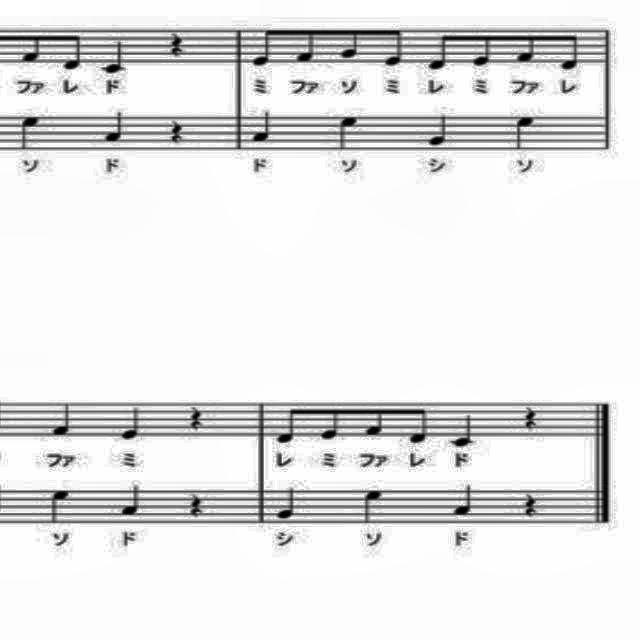 ファ レ ド ミ ファ ソ ミ レ ミ ファ レ
ソ ド ド ソ シ ソ
ファ ミ レ ミ ファ レ ド
ソ ド シ ソ ド